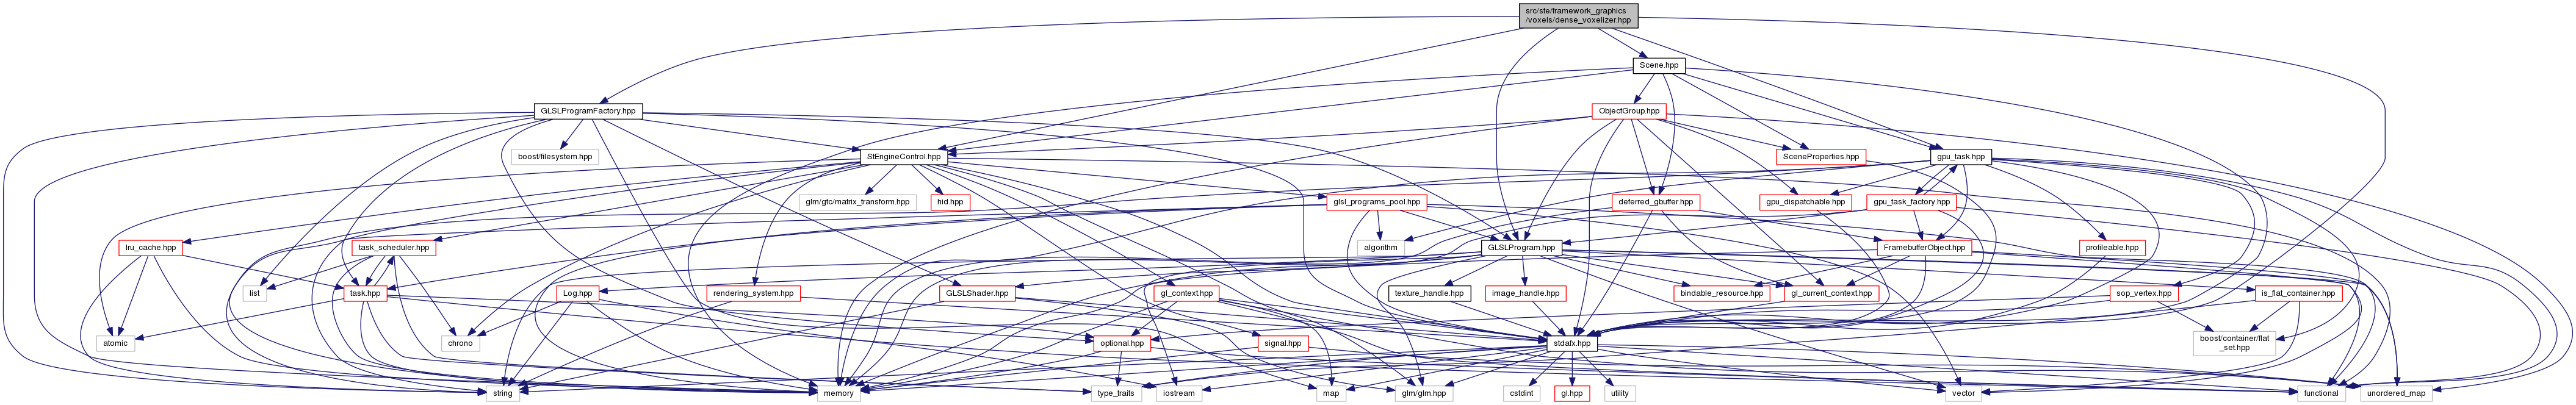 src/ste/framework_graphics
/voxels/dense_voxelizer.hpp
Scene.hpp
GLSLProgramFactory.hpp
ObjectGroup.hpp
boost/filesystem.hpp
StEngineControl.hpp
SceneProperties.hpp
gpu_task.hpp
glm/gtc/matrix_transform.hpp
hid.hpp
glsl_programs_pool.hpp
deferred_gbuffer.hpp
gpu_dispatchable.hpp
gpu_task_factory.hpp
lru_cache.hpp
task_scheduler.hpp
algorithm
GLSLProgram.hpp
FramebufferObject.hpp
profileable.hpp
list
task.hpp
Log.hpp
rendering_system.hpp
GLSLShader.hpp
gl_context.hpp
texture_handle.hpp
image_handle.hpp
bindable_resource.hpp
gl_current_context.hpp
sop_vertex.hpp
is_flat_container.hpp
atomic
chrono
optional.hpp
signal.hpp
stdafx.hpp
boost/container/flat
_set.hpp
string
memory
type_traits
iostream
map
glm/glm.hpp
cstdint
gl.hpp
utility
vector
functional
unordered_map